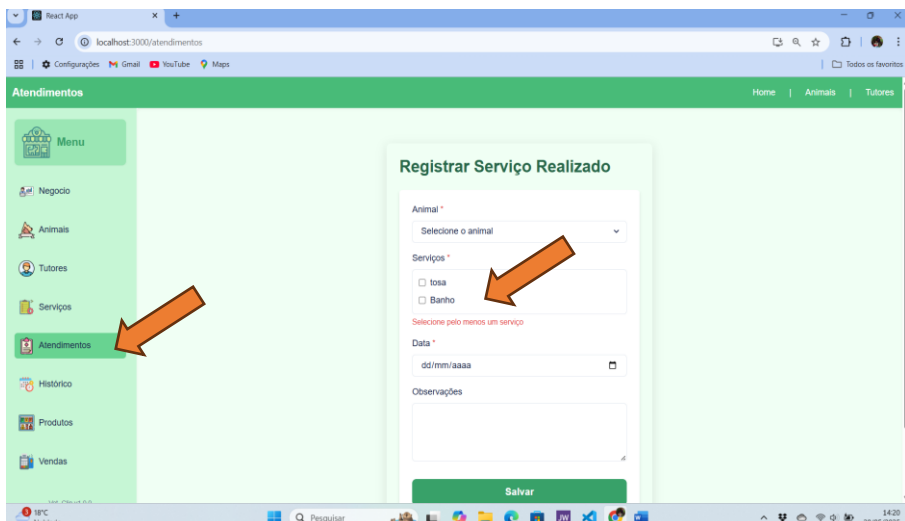 React App
localhost:3000/atendimentos
Configurações Gmail YouTube Maps Todos os favoritos
Atendimentos Home | Animais | Tutores
Menu
Negocio
Animais
Tutores
Serviços
Atendimentos
Histórico
Produtos
Vendas
Registrar Serviço Realizado
Animal *
Selecione o animal
Serviços *
tosa
Banho
Selecione pelo menos um serviço
Data *
dd/mm/aaaa
Observações
Salvar
18°C
Pesquisar
14:20